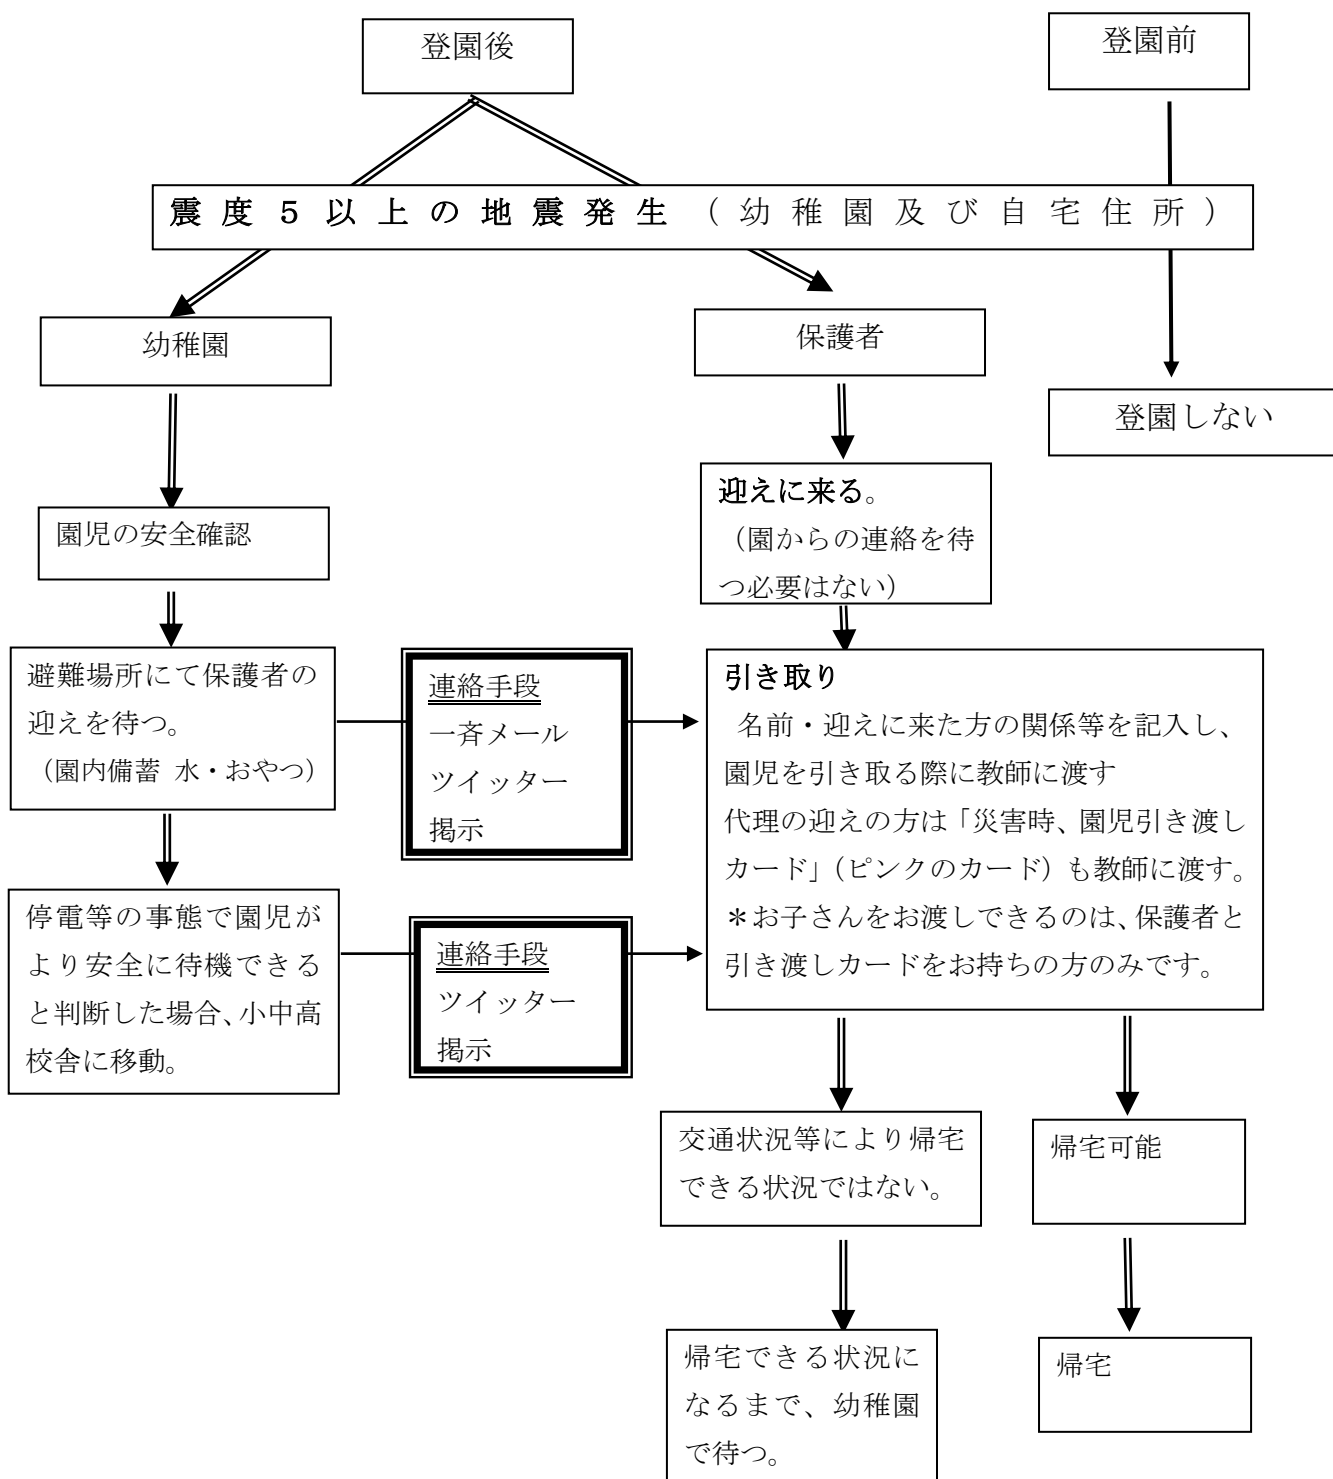 登園後
登園前
震度５以上の地震発生（幼稚園及び自宅住所）
幼稚園
保護者
登園しない
園児の安全確認
迎えに来る。
（園からの連絡を待
つ必要はない）
避難場所にて保護者の
迎えを待つ。
（園内備蓄 水・おやつ）
連絡手段
一斉メール
ツイッター
掲示
引き取り
名前・迎えに来た方の関係等を記入し、
園児を引き取る際に教師に渡す
代理の迎えの方は「災害時、園児引き渡し
カード」（ピンクのカード）も教師に渡す。
＊お子さんをお渡しできるのは、保護者と
引き渡しカードをお持ちの方のみです。
停電等の事態で園児が
より安全に待機できる
と判断した場合、小中高
校舎に移動。
連絡手段
ツイッター
掲示
交通状況等により帰宅
できる状況ではない。
帰宅可能
帰宅できる状況に
なるまで、幼稚園
で待つ。
帰宅